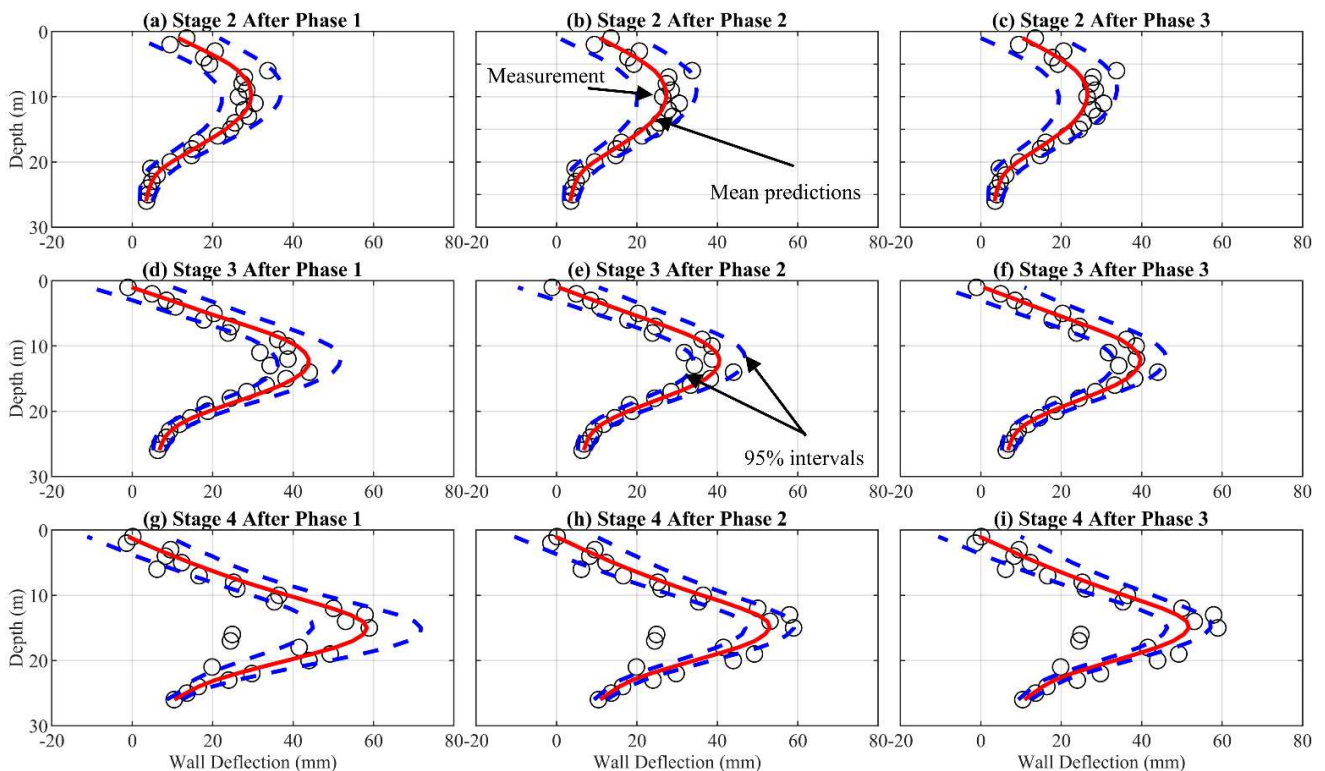 (a) Stage 2 After Phase 1
(b) Stage 2 After Phase 2
(c) Stage 2 After Phase 3
0
10
20
30
Depth (m)
Measurement
Mean predictions
-20 0 20 40 60 80
-20 0 20 40 60 80
-20 0 20 40 60 80
(d) Stage 3 After Phase 1
(e) Stage 3 After Phase 2
(f) Stage 3 After Phase 3
0
10
20
30
Depth (m)
95% intervals
-20 0 20 40 60 80
-20 0 20 40 60 80
-20 0 20 40 60 80
(g) Stage 4 After Phase 1
(h) Stage 4 After Phase 2
(i) Stage 4 After Phase 3
0
10
20
30
Depth (m)
-20 0 20 40 60 80
-20 0 20 40 60 80
-20 0 20 40 60 80
Wall Deflection (mm)
Wall Deflection (mm)
Wall Deflection (mm)